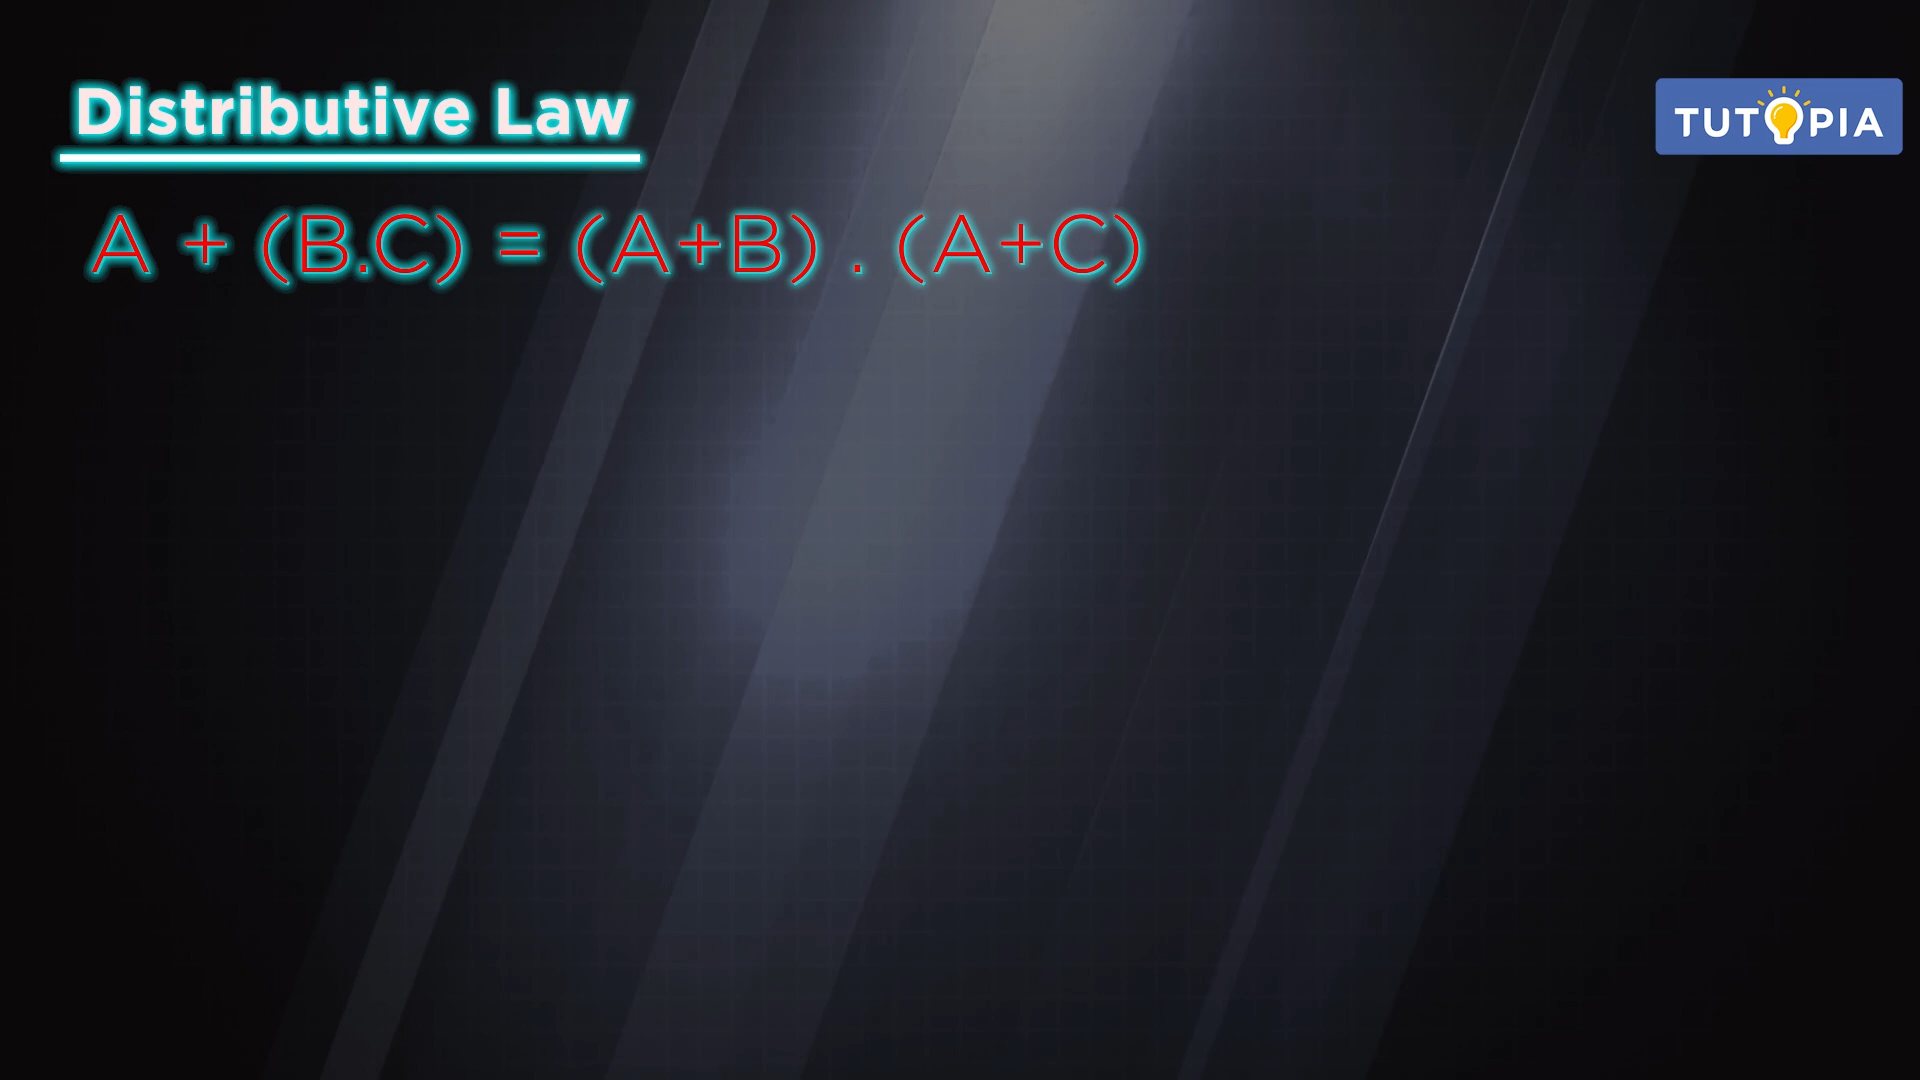 Distributive Law
TUTOPIA
A + (B.C) = (A+B) . (A+C)